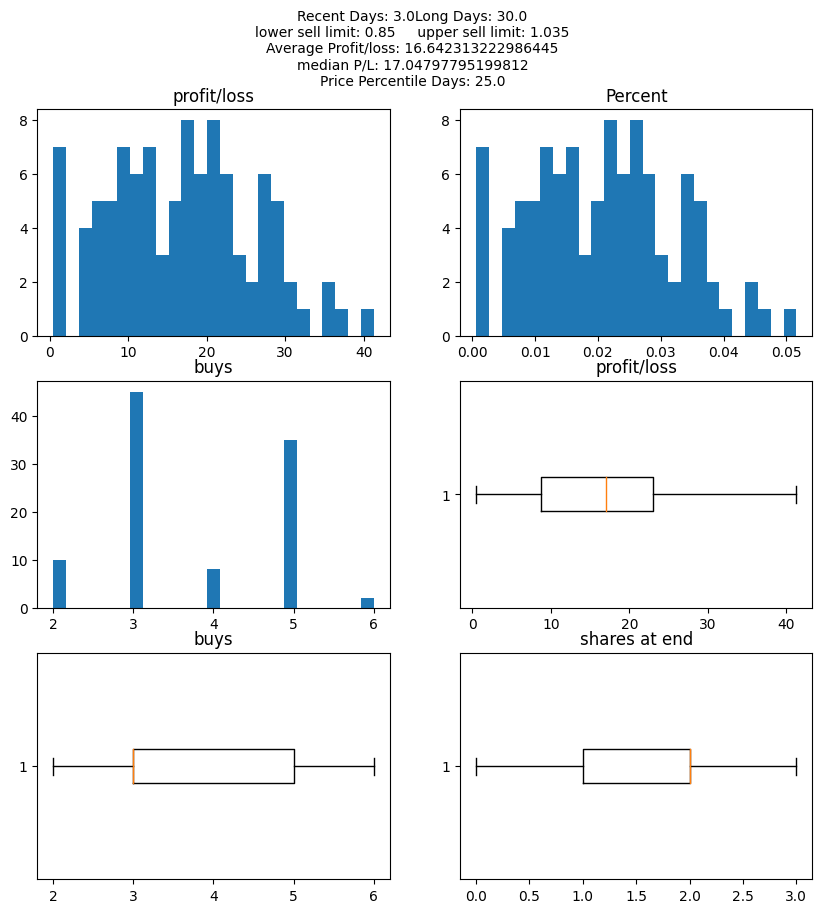 Recent Days: 3.0Long Days: 30.0
lower sell limit: 0.85     upper sell limit: 1.035
Average Profit/loss: 16.642313222986445
median P/L: 17.04797795199812
Price Percentile Days: 25.0
profit/loss
Percent
8
6
4
2
0
0 10 20 30 40
8
6
4
2
0
0.00 0.01 0.02 0.03 0.04 0.05
buys
profit/loss
40
30
20
10
0
2 3 4 5 6
1
0 10 20 30 40
buys
shares at end
1
2 3 4 5 6
1
0.0 0.5 1.0 1.5 2.0 2.5 3.0